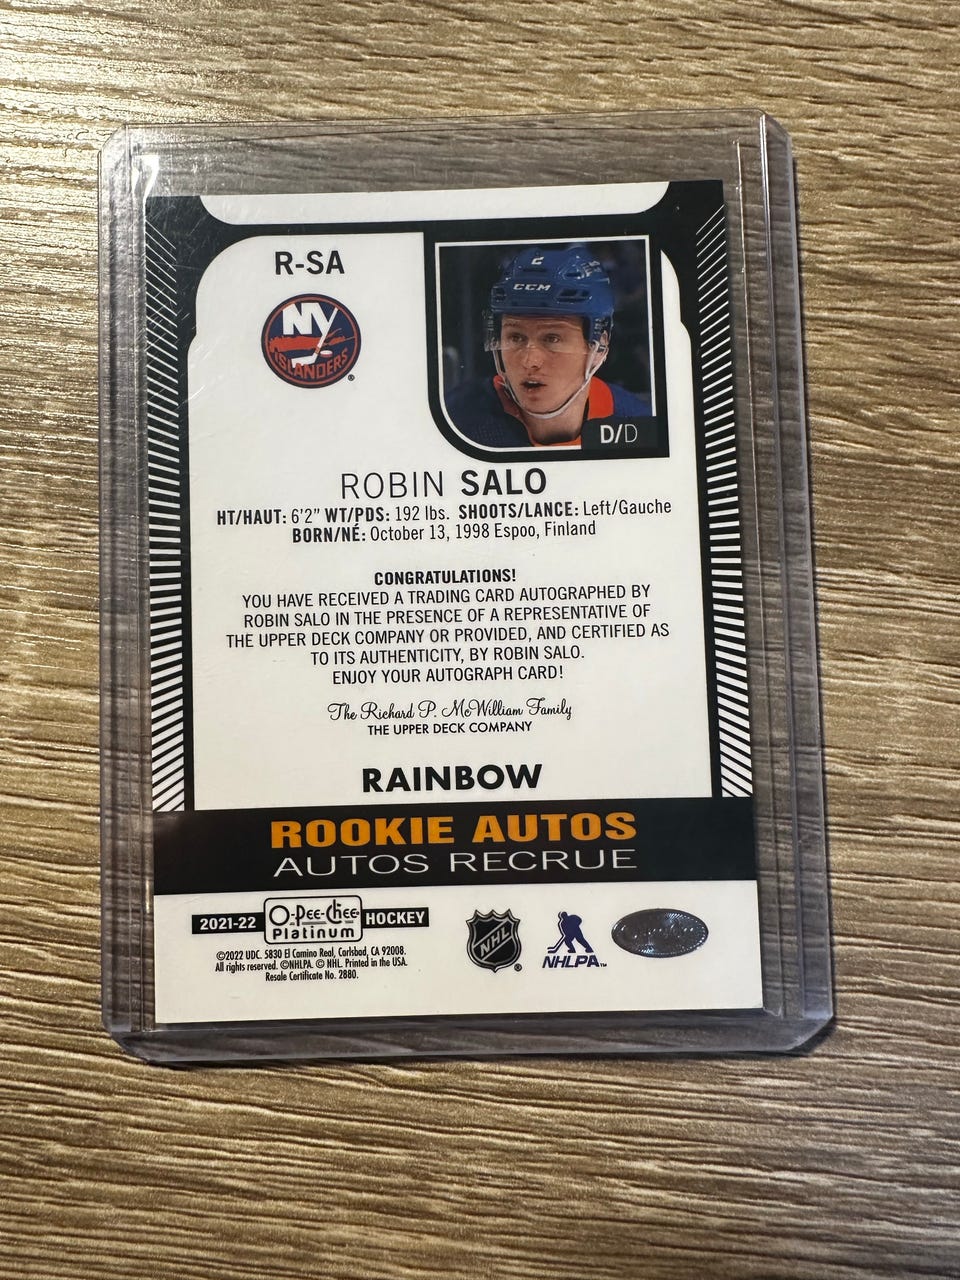 R-SA
NY
ISLANDERS
2
CCM
D/D
ROBIN SALO
HT/HAUT: 6'2" WT/PDS: 192 lbs. SHOOTS/LANCE: Left/Gauche
BORN/NÉ: October 13, 1998 Espoo, Finland
CONGRATULATIONS!
YOU HAVE RECEIVED A TRADING CARD AUTOGRAPHED BY
ROBIN SALO IN THE PRESENCE OF A REPRESENTATIVE OF
THE UPPER DECK COMPANY OR PROVIDED, AND CERTIFIED AS
TO ITS AUTHENTICITY, BY ROBIN SALO.
ENJOY YOUR AUTOGRAPH CARD!
The Richard P. McWilliam Family
THE UPPER DECK COMPANY
RAINBOW
ROOKIE AUTOS
AUTOS RECRUE
2021-22 O-Pee-Chee Platinum HOCKEY
©2022 UDC. 5830 El Camino Real, Carlsbad, CA 92008.
All rights reserved. ©NHLPA. © NHL. Printed in the USA.
Resale Certificate No. 2880.
NHL ®
NHLPA™